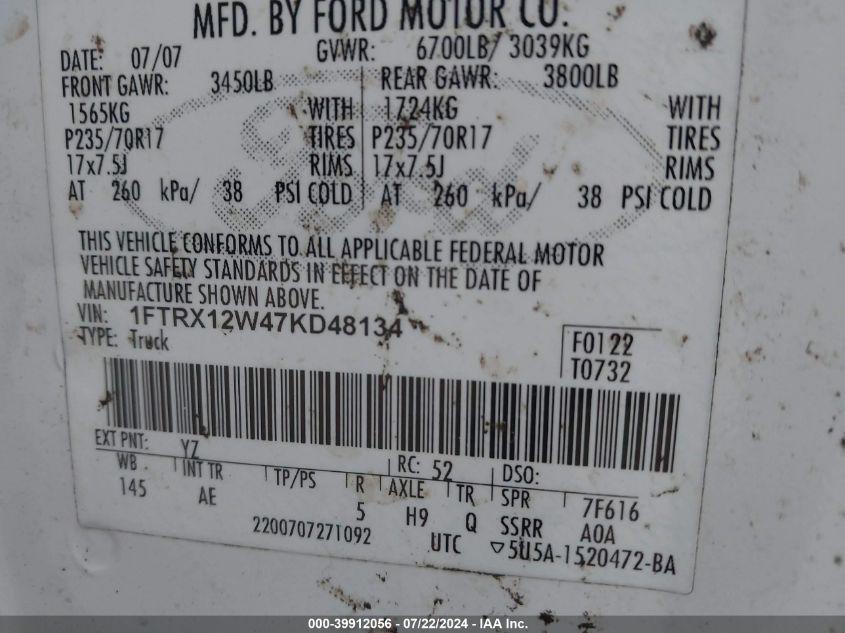 MFD. BY FORD MOTOR CO.
DATE: 07/07 GVWR: 6700LB/ 3039KG
FRONT GAWR: 3450LB REAR GAWR: 3800LB
1565KG WITH 1724KG WITH
P235/70R17 TIRES P235/70R17 TIRES
17x7.5J RIMS 17x7.5J RIMS
AT 260 kPa/ 38 PSI COLD AT 260 kPa/ 38 PSI COLD
THIS VEHICLE CONFORMS TO ALL APPLICABLE FEDERAL MOTOR
VEHICLE SAFETY STANDARDS IN EFFECT ON THE DATE OF
MANUFACTURE SHOWN ABOVE.
VIN: 1FTRX12W47KD48134
TYPE: Truck
F0122
T0732
EXT PNT: YZ RC: 52 DSO:
WB INT TR TP/PS R AXLE TR SPR 7F616
145 AE 5 H9 Q SSRR A0A
2200707271092 UTC ▽5U5A-1520472-BA
000-39912056 - 07/22/2024 - IAA Inc.